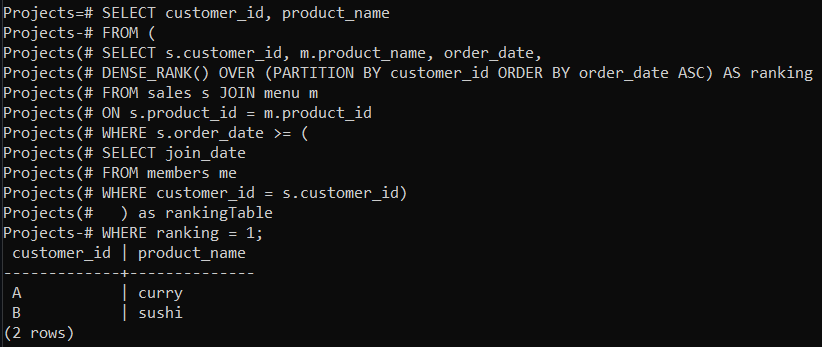 Projects=# SELECT customer_id, product_name
Projects-# FROM (
Projects(# SELECT s.customer_id, m.product_name, order_date,
Projects(# DENSE_RANK() OVER (PARTITION BY customer_id ORDER BY order_date ASC) AS ranking
Projects(# FROM sales s JOIN menu m
Projects(# ON s.product_id = m.product_id
Projects(# WHERE s.order_date >= (
Projects(# SELECT join_date
Projects(# FROM members me
Projects(# WHERE customer_id = s.customer_id)
Projects(#   ) as rankingTable
Projects-# WHERE ranking = 1;
 customer_id | product_name
-------------+--------------
 A           | curry
 B           | sushi
(2 rows)